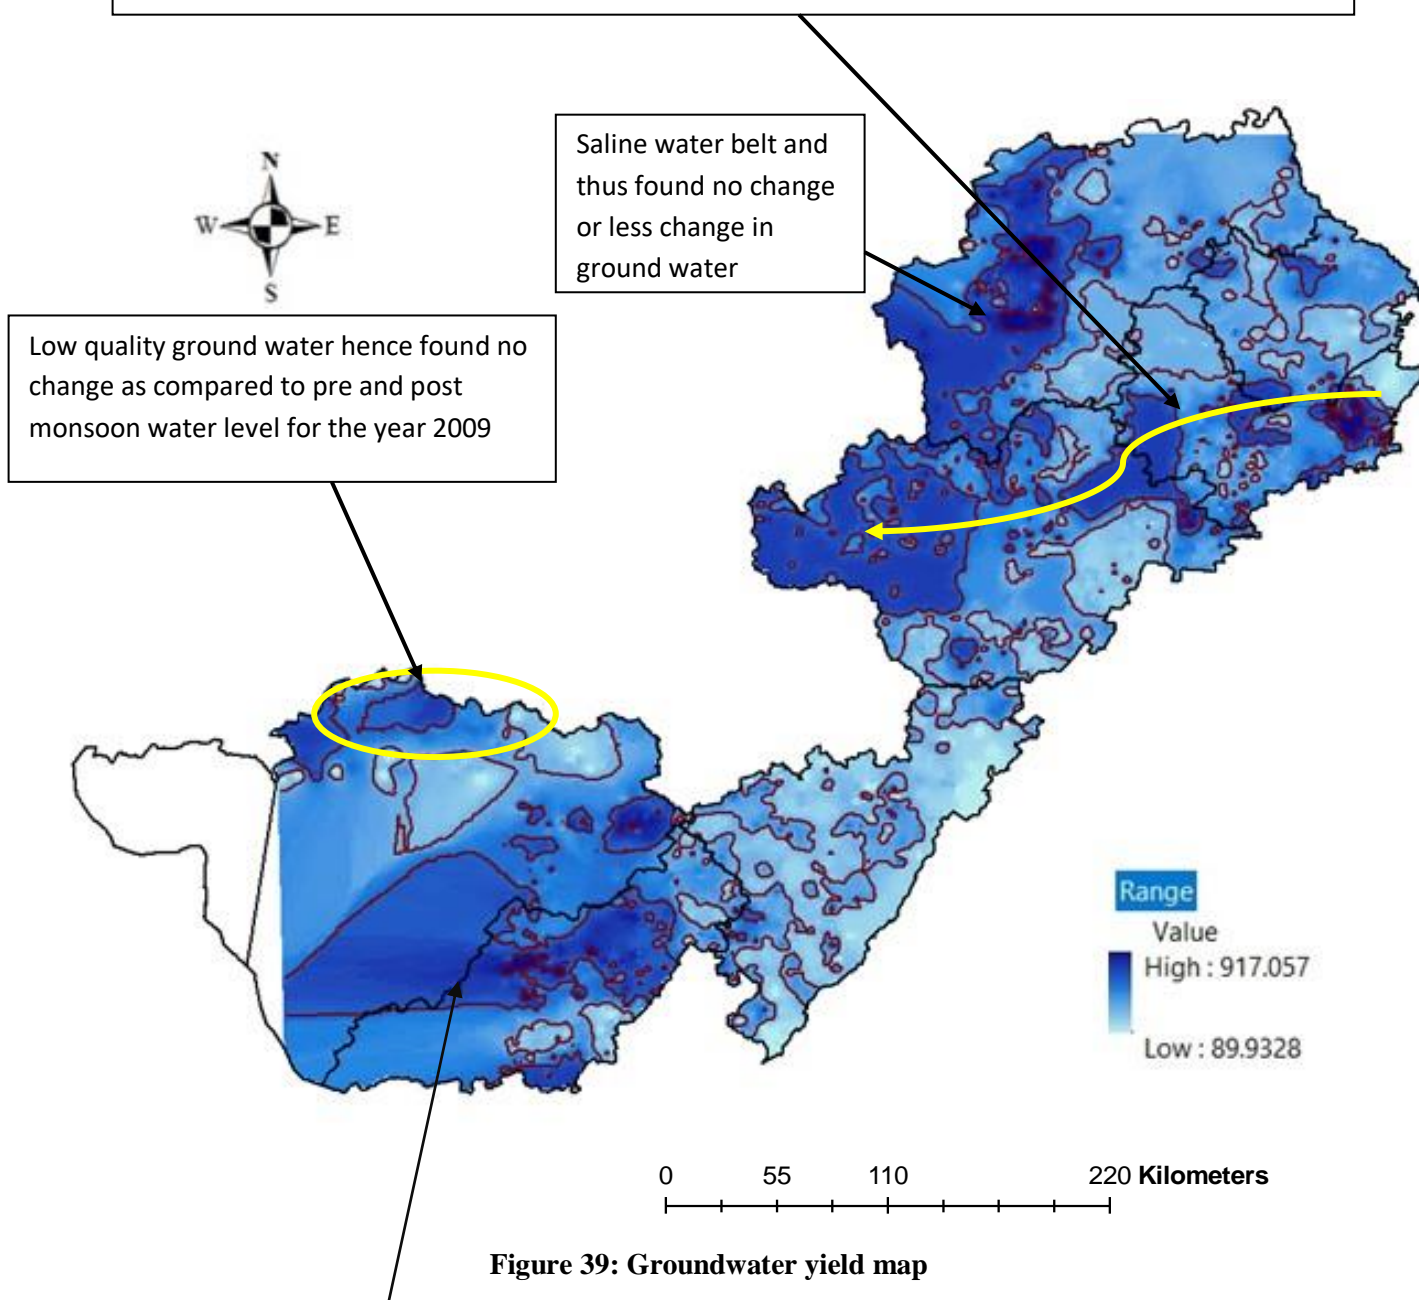 Saline water belt and
thus found no change
or less change in
ground water
N
W E
S
Low quality ground water hence found no
change as compared to pre and post
monsoon water level for the year 2009
Range
Value
High : 917.057
Low : 89.9328
0 55 110 220 Kilometers
Figure 39: Groundwater yield map